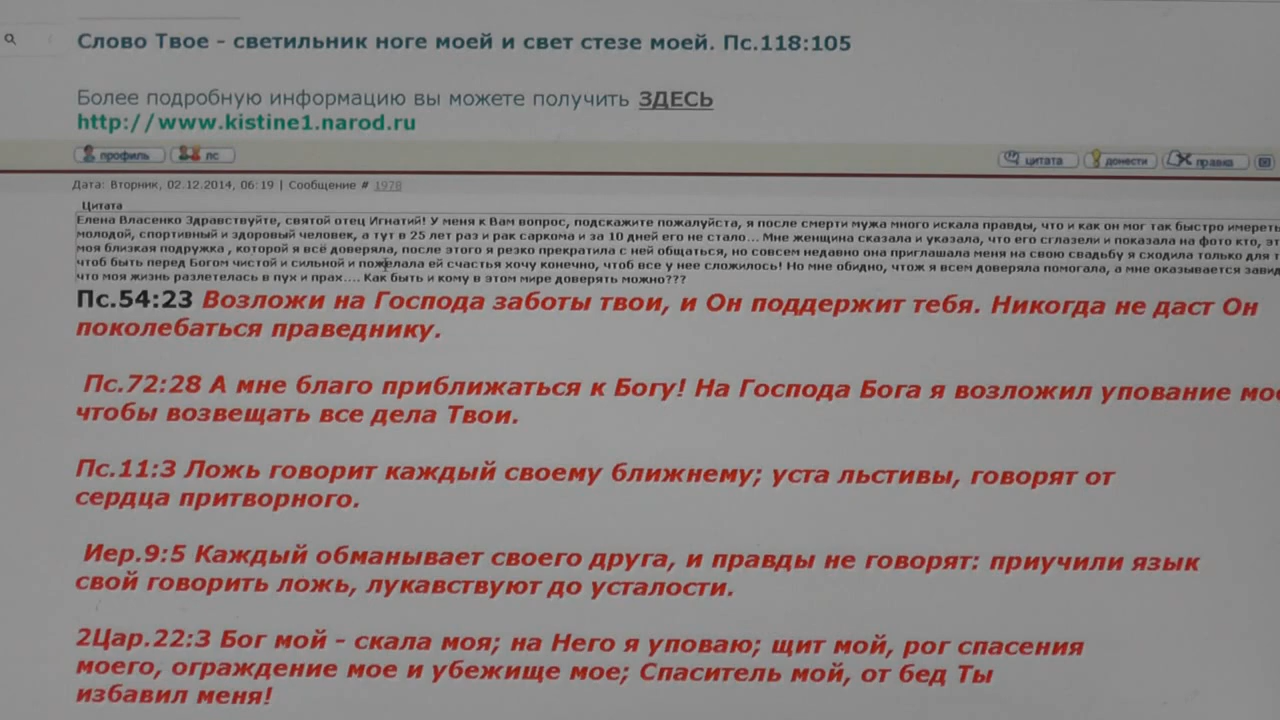 Слово Твое - светильник ноге моей и свет стезе моей. Пс.118:105
Более подробную информацию вы можете получить ЗДЕСЬ
http://www.kistine1.narod.ru
профиль пс цитата донести правка
Дата: Вторник, 02.12.2014, 06:19 | Сообщение # 1978
Цитата
Елена Власенко Здравствуйте, святой отец Игнатий! У меня к Вам вопрос, подскажите пожалуйста, я после смерти мужа много искала правды, что и как он мог так быстро умереть
молодой, спортивный и здоровый человек, а тут в 25 лет раз и рак саркома и за 10 дней его не стало... Мне женщина сказала и указала, что его сглазели и показала на фото кто,
моя близкая подружка , которой я всё доверяла, после этого я резко прекратила с ней общаться, но совсем недавно она приглашала меня на свою свадьбу я сходила только для
чтоб быть перед Богом чистой и сильной и пожелала ей счастья хочу конечно, чтоб все у нее сложилось! Но мне обидно, чтож я всем доверяла помогала, а мне оказывается
что моя жизнь разлетелась в пух и прах.... Как быть и кому в этом мире доверять можно???
Пс.54:23 Возложи на Господа заботы твои, и Он поддержит тебя. Никогда не даст Он
поколебаться праведнику.
Пс.72:28 А мне благо приближаться к Богу! На Господа Бога я возложил упование мое
чтобы возвещать все дела Твои.
Пс.11:3 Ложь говорит каждый своему ближнему; уста льстивы, говорят от
сердца притворного.
Иер.9:5 Каждый обманывает своего друга, и правды не говорят: приучили язык
свой говорить ложь, лукавствуют до усталости.
2Цар.22:3 Бог мой - скала моя; на Него я уповаю; щит мой, рог спасения
моего, ограждение мое и убежище мое; Спаситель мой, от бед Ты
избавил меня!